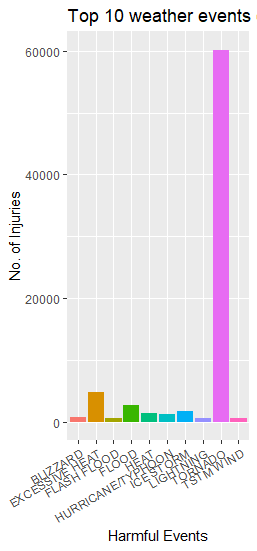 Top 10 weather events
60000
40000
20000
0
No. of Injuries
BLIZZARD
EXCESSIVE HEAT
FLASH FLOOD
FLOOD
HEAT
HURRICANE/TYPHOON
ICE STORM
LIGHTNING
TORNADO
TSTM WIND
Harmful Events